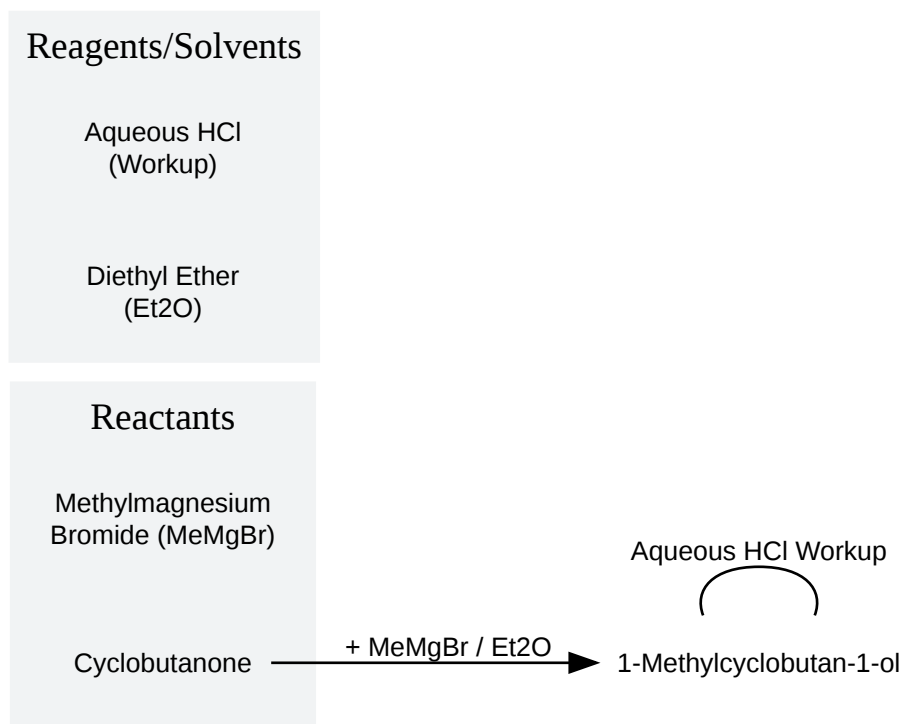 Reagents/Solvents
Aqueous HCl
(Workup)
Diethyl Ether
(Et2O)
Reactants
Methylmagnesium
Bromide (MeMgBr)
Aqueous HCl Workup
Cyclobutanone
+ MeMgBr / Et2O
1-Methylcyclobutan-1-ol